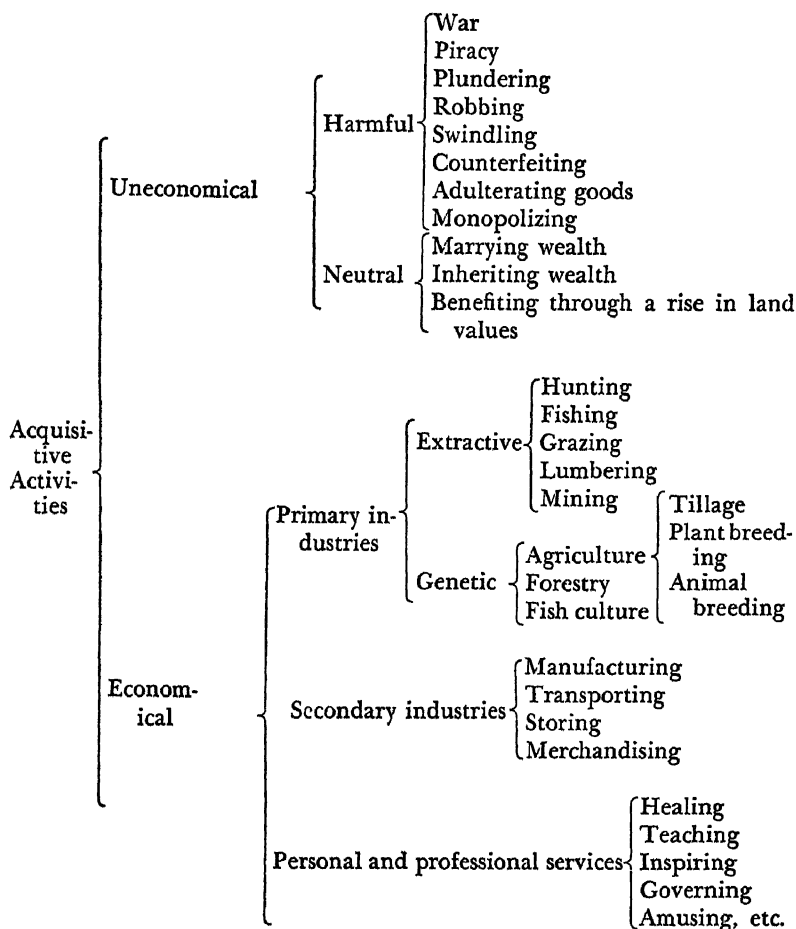 War
Piracy
Plundering
Robbing
Harmful
Swindling
Counterfeiting
Adulterating goods
Monopolizing
Uneconomical
Marrying wealth
Neutral
Inheriting wealth
Benefiting through a rise in land
values
Acquisi-
tive
Activi-
ties
Hunting
Fishing
Extractive
Grazing
Lumbering
Mining
Primary in-
dustries
Tillage
Plant breed-
ing
Animal
breeding
Genetic
Agriculture
Forestry
Fish culture
Econom-
ical
Manufacturing
Transporting
Secondary industries
Storing
Merchandising
Healing
Teaching
Personal and professional services
Inspiring
Governing
Amusing, etc.